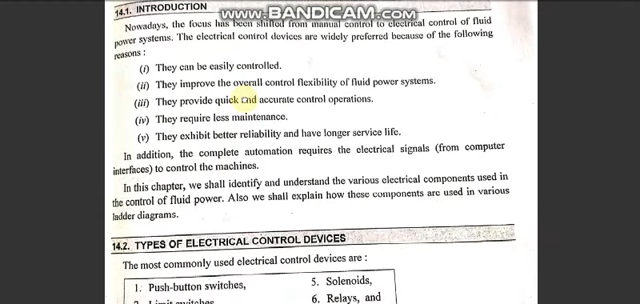 14.1. INTRODUCTION
WWW.BANDICAM.COM
Nowadays, the focus has been shifted from manual control to electrical control of fluid
power systems. The electrical control devices are widely preferred because of the following
reasons :
(i) They can be easily controlled.
(ii) They improve the overall control flexibility of fluid power systems.
(iii) They provide quick and accurate control operations.
(iv) They require less maintenance.
(v) They exhibit better reliability and have longer service life.
In addition, the complete automation requires the electrical signals (from computer
interfaces) to control the machines.
In this chapter, we shall identify and understand the various electrical components used in
the control of fluid power. Also we shall explain how these components are used in various
ladder diagrams.
14.2. TYPES OF ELECTRICAL CONTROL DEVICES
The most commonly used electrical control devices are :
1. Push-button switches,
5. Solenoids,
2. Limit switches
6. Relays, and